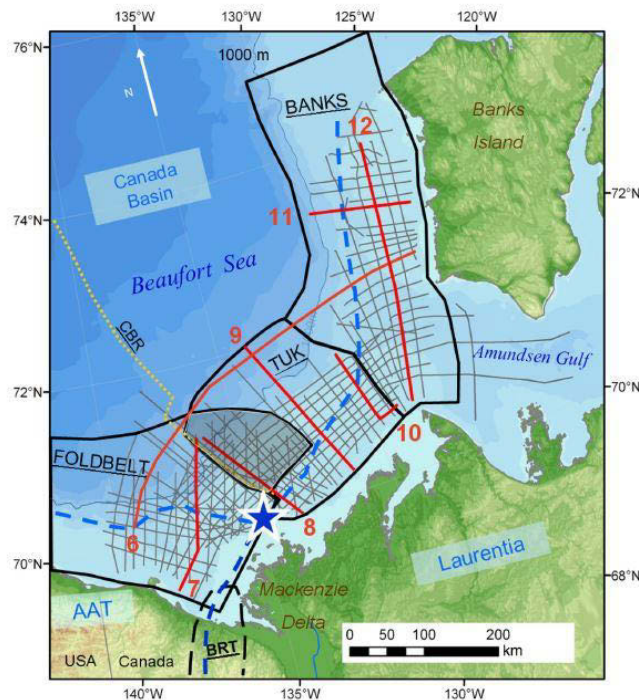 135°W
130°W
125°W
120°W
76°N
1000 m
BANKS
Banks
Island
N
12
Canada
Basin
72°N
11
74°N
Beaufort Sea
9
CBR
TUK
Amundsen Gulf
70°N
72°N
10
FOLDBELT
6
8
70°N
7
Laurentia
Mackenzie
Delta
68°N
AAT
BRT
USA
Canada
0 50 100 200
km
140°W
135°W